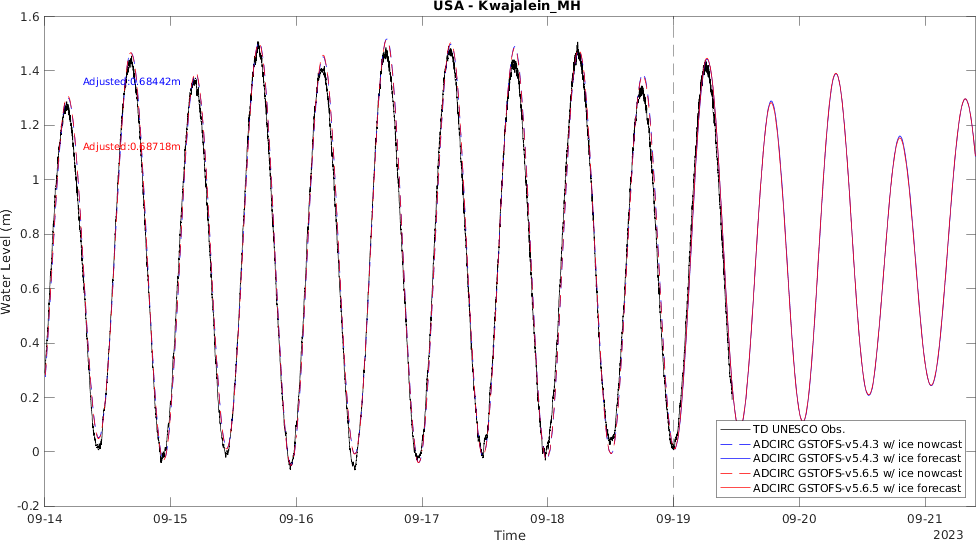 USA - Kwajalein_MH
1.6
1.4
1.2
1
0.8
0.6
0.4
0.2
0
-0.2
Water Level (m)
Adjusted:0.68442m
Adjusted:0.68718m
TD UNESCO Obs.
ADCIRC GSTOFS-v5.4.3 w/ ice nowcast
ADCIRC GSTOFS-v5.4.3 w/ ice forecast
ADCIRC GSTOFS-v5.6.5 w/ ice nowcast
ADCIRC GSTOFS-v5.6.5 w/ ice forecast
09-14 09-15 09-16 09-17 09-18 09-19 09-20 09-21
Time
2023